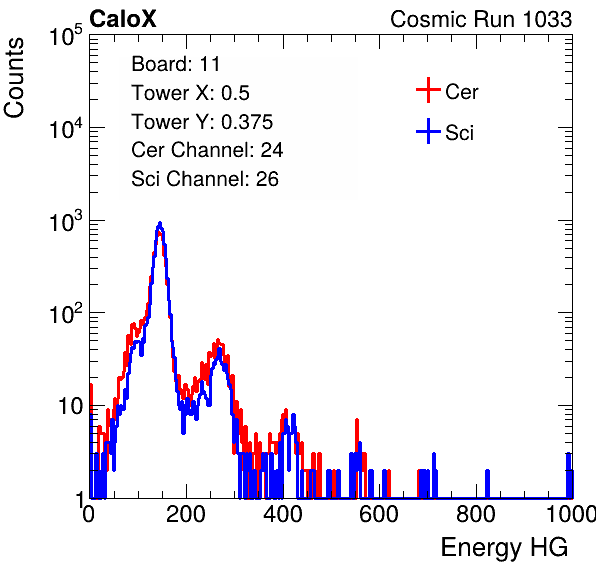 CaloX Cosmic Run 1033
Counts
10^5
10^4
10^3
10^2
10
1
Board: 11
Tower X: 0.5
Tower Y: 0.375
Cer Channel: 24
Sci Channel: 26
Cer
Sci
0 200 400 600 800 1000
Energy HG